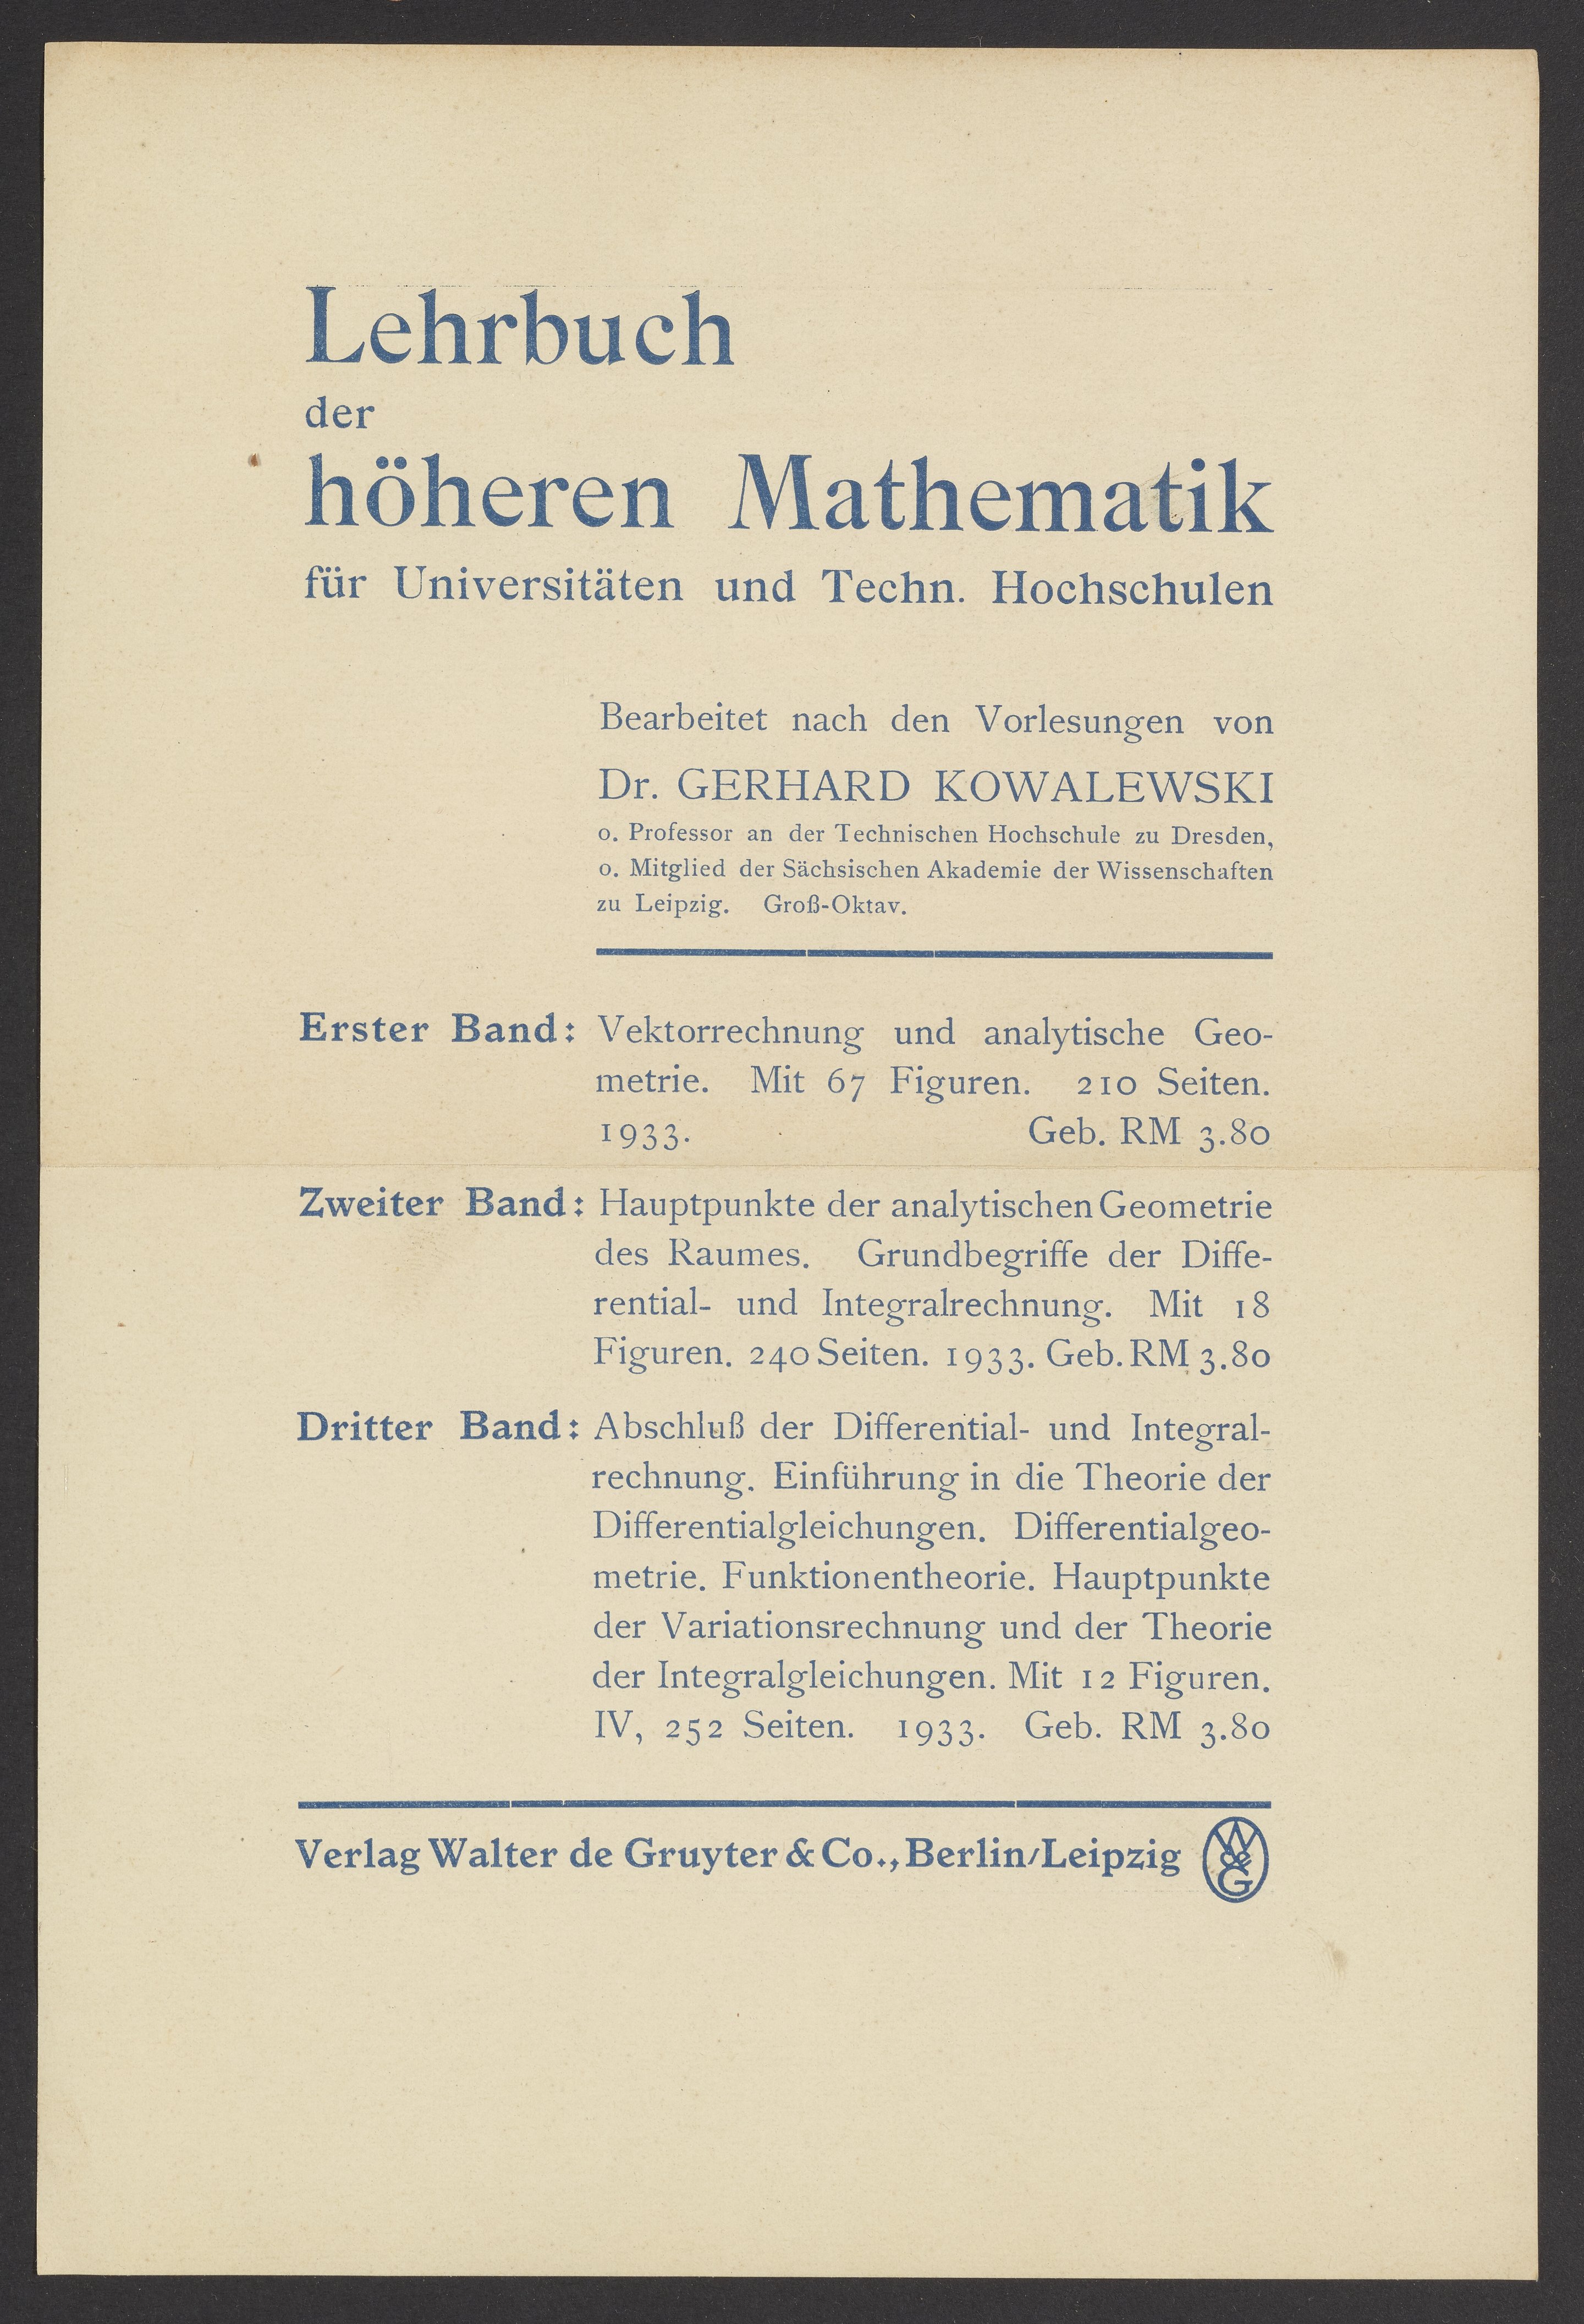 Lehrbuch
der
höheren Mathematik
für Universitäten und Techn. Hochschulen
Bearbeitet nach den Vorlesungen von
Dr. GERHARD KOWALEWSKI
o. Professor an der Technischen Hochschule zu Dresden,
o. Mitglied der Sächsischen Akademie der Wissenschaften
zu Leipzig. Groß-Oktav.
Erster Band: Vektorrechnung und analytische Geo-
metrie. Mit 67 Figuren. 210 Seiten.
1933. Geb. RM 3.80
Zweiter Band: Hauptpunkte der analytischen Geometrie
des Raumes. Grundbegriffe der Diffe-
rential- und Integralrechnung. Mit 18
Figuren. 240 Seiten. 1933. Geb. RM 3.80
Dritter Band: Abschluß der Differential- und Integral-
rechnung. Einführung in die Theorie der
Differentialgleichungen. Differentialgeo-
metrie. Funktionentheorie. Hauptpunkte
der Variationsrechnung und der Theorie
der Integralgleichungen. Mit 12 Figuren.
IV, 252 Seiten. 1933. Geb. RM 3.80
Verlag Walter de Gruyter & Co., Berlin/Leipzig W de G